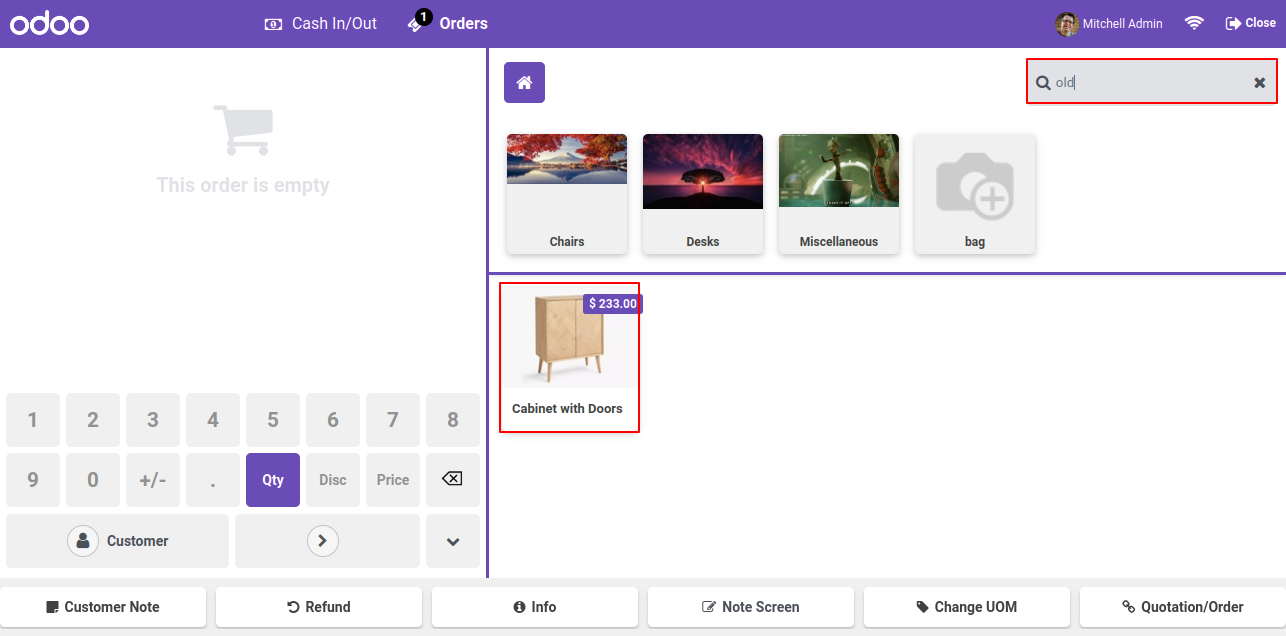 odoo
Cash In/Out
1
Orders
Mitchell Admin
Close
old
This order is empty
Chairs
Desks
Miscellaneous
bag
$ 233.00
Cabinet with Doors
1 2 3 4 5 6 7 8
9 0 +/- . Qty Disc Price
Customer
Customer Note
Refund
Info
Note Screen
Change UOM
Quotation/Order